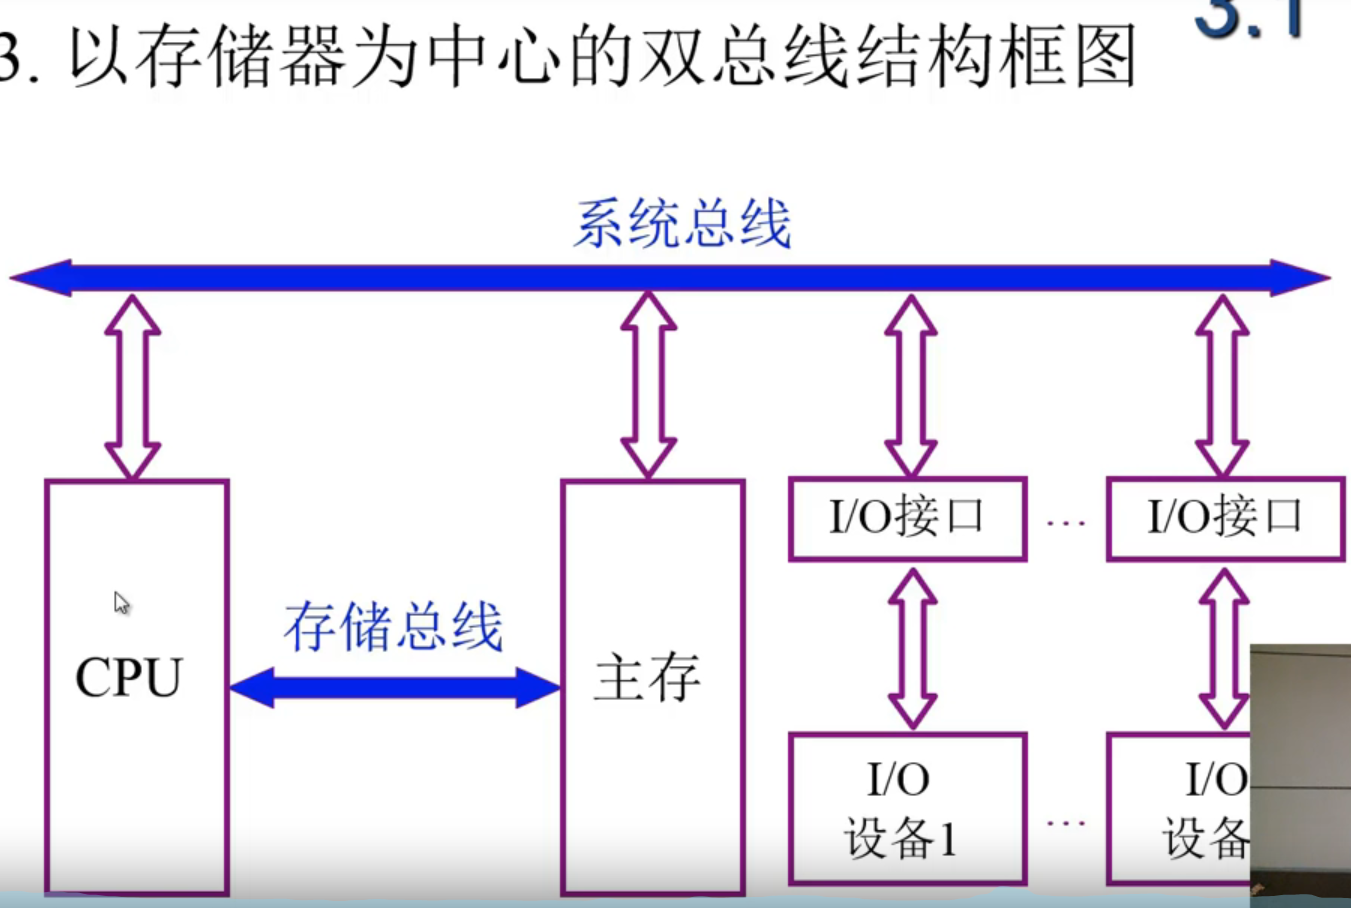 3.1
3. 以存储器为中心的双总线结构框图
系统总线
I/O接口
…
I/O接口
存储总线
CPU
主存
I/O
设备1
…
I/O
设备